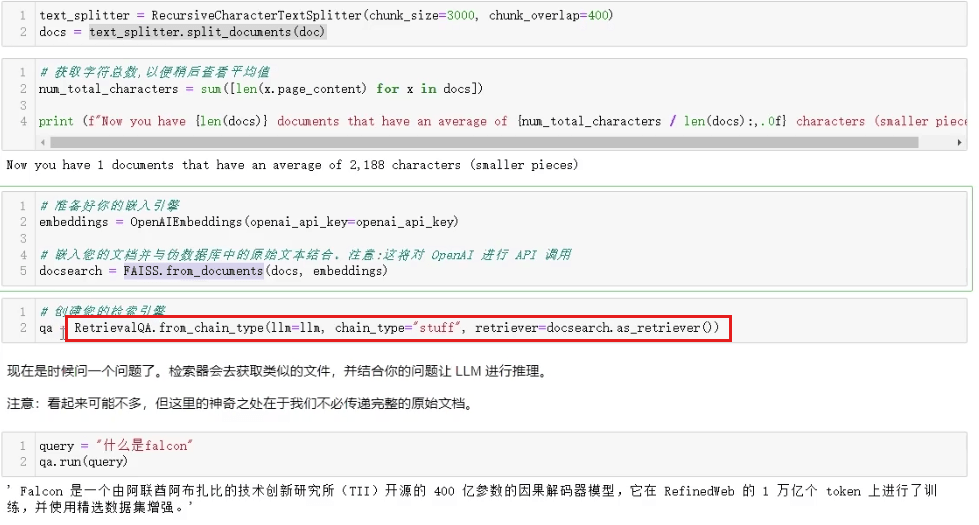 1 text_splitter = RecursiveCharacterTextSplitter(chunk_size=3000, chunk_overlap=400)
2 docs = text_splitter.split_documents(doc)
1 # 获取字符总数,以便稍后查看平均值
2 num_total_characters = sum([len(x.page_content) for x in docs])
3
4 print (f"Now you have {len(docs)} documents that have an average of {num_total_characters / len(docs):,.0f} characters (smaller piece
Now you have 1 documents that have an average of 2,188 characters (smaller pieces)
1 # 准备好你的嵌入引擎
2 embeddings = OpenAIEmbeddings(openai_api_key=openai_api_key)
3
4 # 嵌入您的文档并与伪数据库中的原始文本结合. 注意:这将对 OpenAI 进行 API 调用
5 docsearch = FAISS.from_documents(docs, embeddings)
1 # 创建您的检索引擎
2 qa RetrievalQA.from_chain_type(llm=llm, chain_type="stuff", retriever=docsearch.as_retriever())
现在是时候问一个问题了。检索器会去获取类似的文件，并结合你的问题让 LLM 进行推理。
注意：看起来可能不多，但这里的神奇之处在于我们不必传递完整的原始文档。
1 query = "什么是falcon"
2 qa.run(query)
' Falcon 是一个由阿联酋阿布扎比的技术创新研究所（TII）开源的 400 亿参数的因果解码器模型，它在 RefinedWeb 的 1 万亿个 token 上进行了训
练，并使用精选数据集增强。'